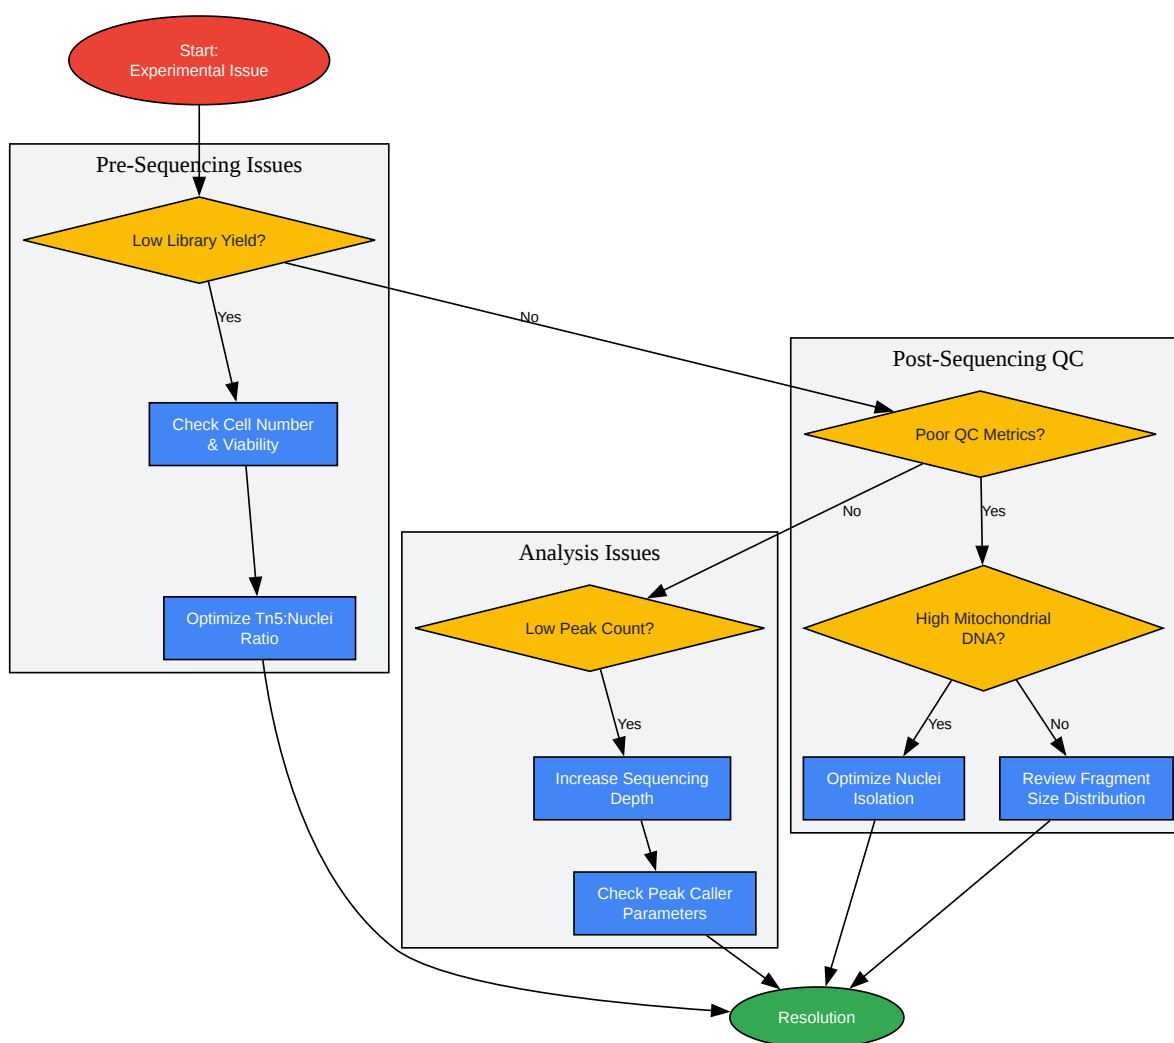 Start:
Experimental Issue
Pre-Sequencing Issues
Low Library Yield?
Yes
No
Check Cell Number
& Viability
Optimize Tn5:Nuclei
Ratio
Post-Sequencing QC
Poor QC Metrics?
No
Yes
High Mitochondrial
DNA?
Yes
No
Optimize Nuclei
Isolation
Review Fragment
Size Distribution
Analysis Issues
Low Peak Count?
Yes
Increase Sequencing
Depth
Check Peak Caller
Parameters
Resolution